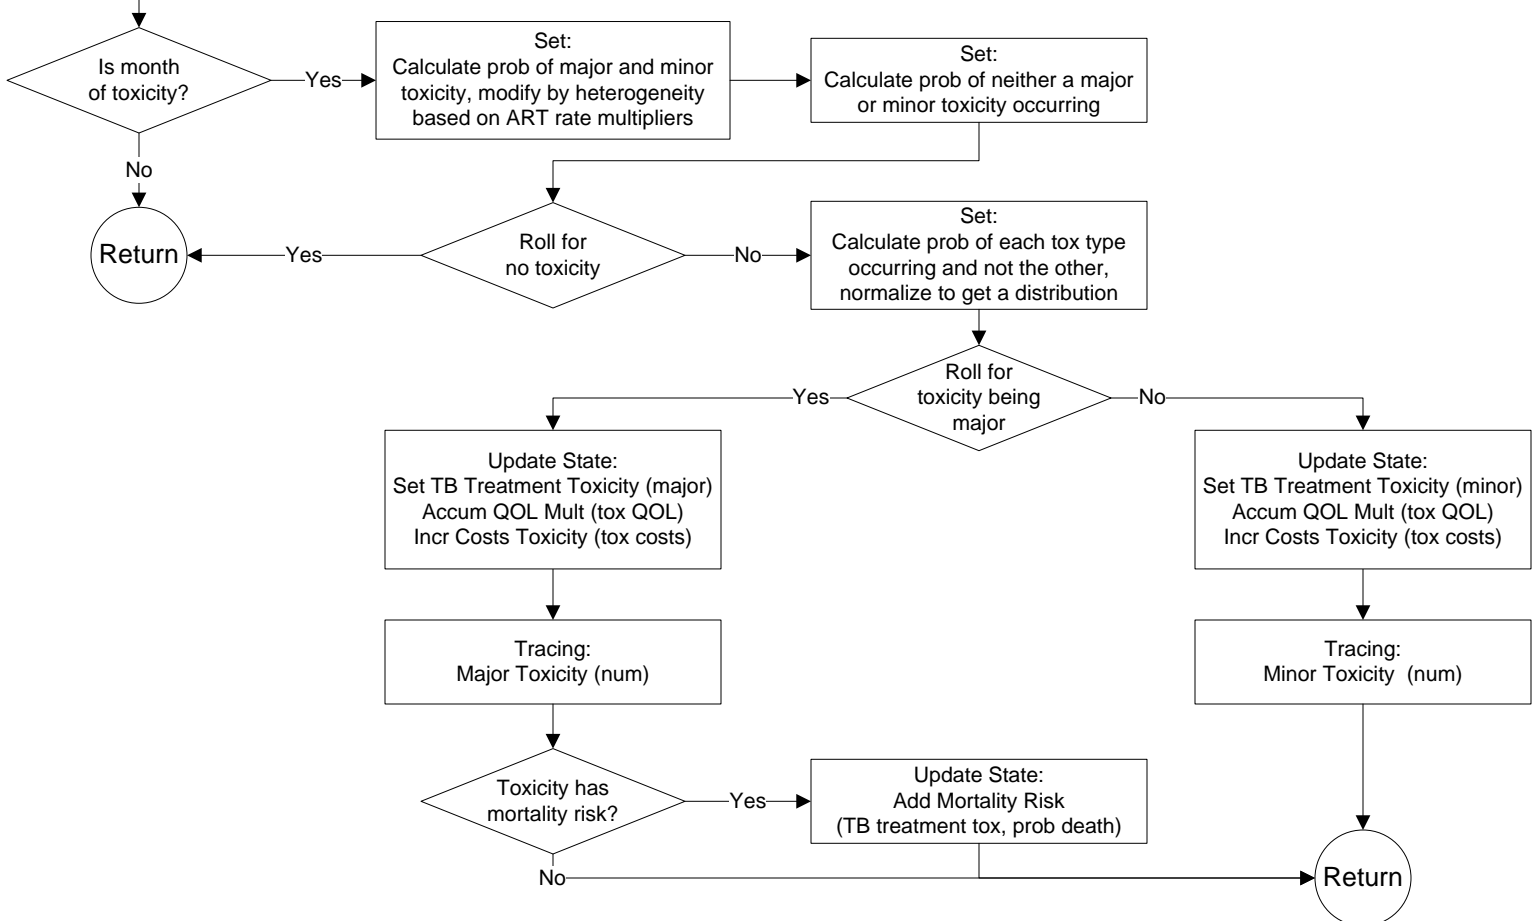 Is month
of toxicity?
Yes
Set:
Calculate prob of major and minor
toxicity, modify by heterogeneity
based on ART rate multipliers
Set:
Calculate prob of neither a major
or minor toxicity occurring
No
Return
Yes
Roll for
no toxicity
No
Set:
Calculate prob of each tox type
occurring and not the other,
normalize to get a distribution
Yes
Roll for
toxicity being
major
No
Update State:
Set TB Treatment Toxicity (major)
Accum QOL Mult (tox QOL)
Incr Costs Toxicity (tox costs)
Update State:
Set TB Treatment Toxicity (minor)
Accum QOL Mult (tox QOL)
Incr Costs Toxicity (tox costs)
Tracing:
Major Toxicity (num)
Tracing:
Minor Toxicity  (num)
Toxicity has
mortality risk?
Yes
Update State:
Add Mortality Risk
(TB treatment tox, prob death)
No
Return